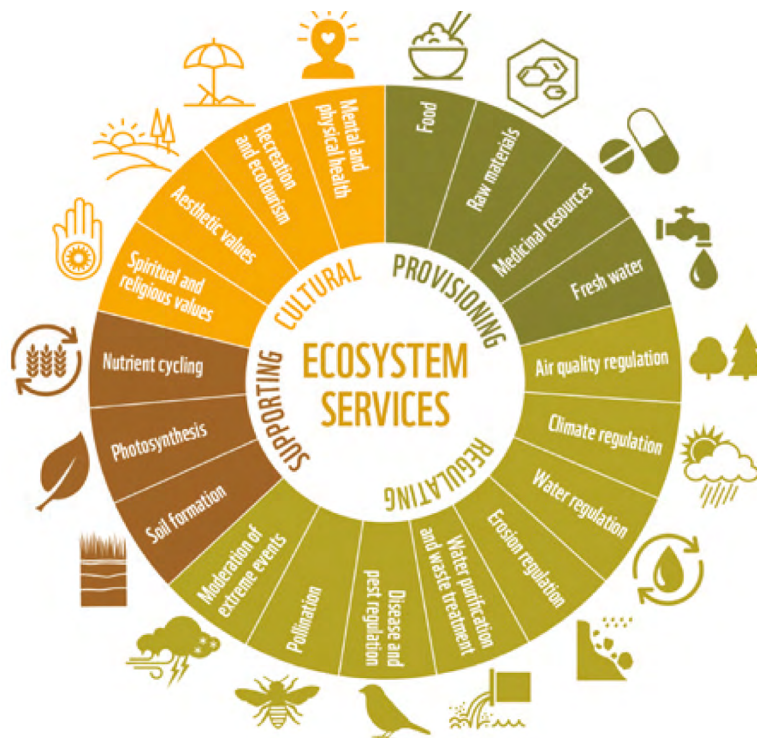 ECOSYSTEM
SERVICES
PROVISIONING
Food
Raw materials
Medicinal resources
Fresh water
REGULATING
Air quality regulation
Climate regulation
Water regulation
Erosion regulation
Water purification
and waste treatment
Disease and
pest regulation
Pollination
Moderation of
extreme events
SUPPORTING
Soil formation
Photosynthesis
Nutrient cycling
CULTURAL
Spiritual and
religious values
Aesthetic values
Recreation
and ecotourism
Mental and
physical health